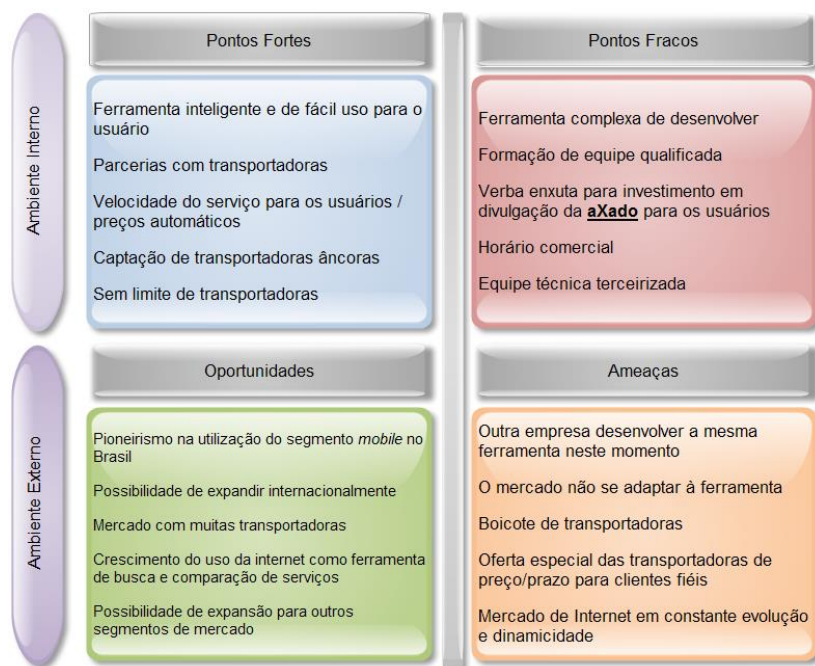 Ambiente Interno
Pontos Fortes
Ferramenta inteligente e de fácil uso para o
usuário
Parcerias com transportadoras
Velocidade do serviço para os usuários /
preços automáticos
Captação de transportadoras âncoras
Sem limite de transportadoras
Pontos Fracos
Ferramenta complexa de desenvolver
Formação de equipe qualificada
Verba enxuta para investimento em
divulgação da aXado para os usuários
Horário comercial
Equipe técnica terceirizada
Ambiente Externo
Oportunidades
Pioneirismo na utilização do segmento mobile no
Brasil
Possibilidade de expandir internacionalmente
Mercado com muitas transportadoras
Crescimento do uso da internet como ferramenta
de busca e comparação de serviços
Possibilidade de expansão para outros
segmentos de mercado
Ameaças
Outra empresa desenvolver a mesma
ferramenta neste momento
O mercado não se adaptar à ferramenta
Boicote de transportadoras
Oferta especial das transportadoras de
preço/prazo para clientes fiéis
Mercado de Internet em constante evolução
e dinamicidade